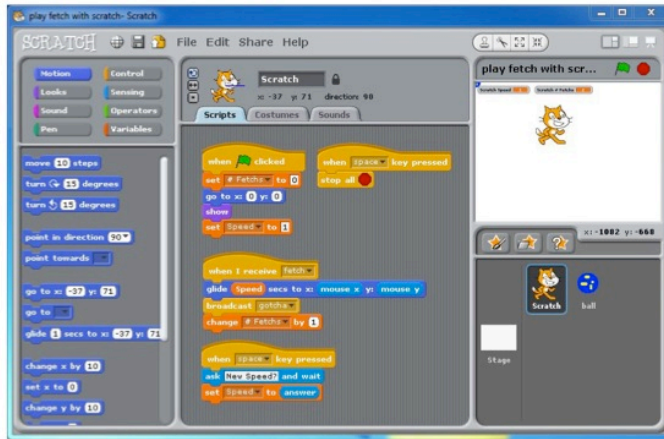 play fetch with scratch- Scratch
SCRATCH File Edit Share Help
Motion Control
Looks Sensing
Sound Operators
Pen Variables
move 10 steps
turn 15 degrees
turn 15 degrees
point in direction 90
point towards
go to x: -37 y: 71
go to
glide 1 secs to x: -37 y: 71
change x by 10
set x to 0
change y by 10
Scratch
x: -37 y: 71 direction: 90
Scripts Costumes Sounds
when clicked
set # Fetchs to 0
go to x: 0 y: 0
show
set Speed to 1
when space key pressed
stop all
when I receive fetch
glide Speed secs to x: mouse x y: mouse y
broadcast gotcha
change # Fetchs by 1
when space key pressed
ask New Speed? and wait
set Speed to answer
play fetch with scr...
Scratch Speed
Scratch # Fetchs
x: -1082 y: -668
Scratch
ball
Stage